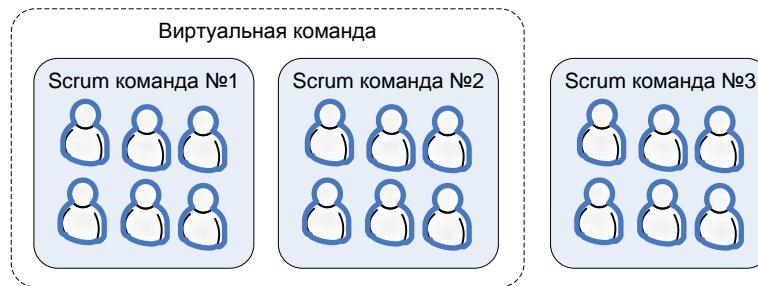 Виртуальная команда
Scrum команда №1
Scrum команда №2
Scrum команда №3